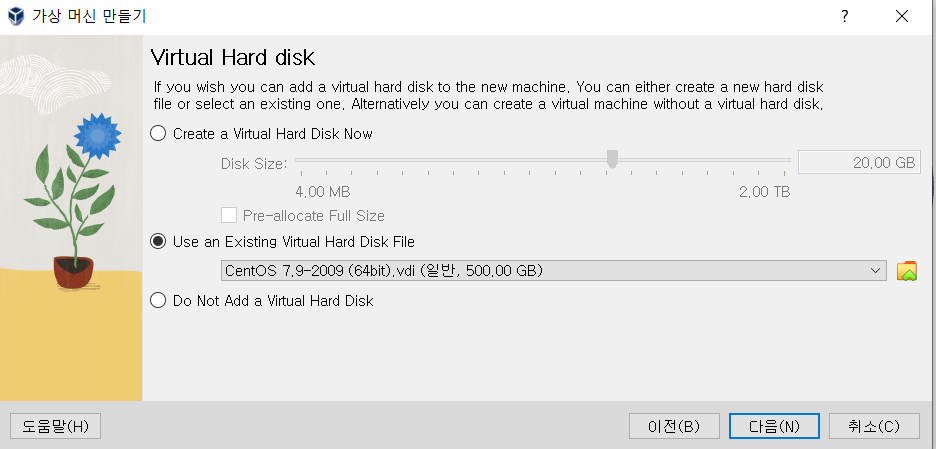 가상 머신 만들기
?
Virtual Hard disk
If you wish you can add a virtual hard disk to the new machine. You can either create a new hard disk
file or select an existing one. Alternatively you can create a virtual machine without a virtual hard disk.
Create a Virtual Hard Disk Now
Disk Size:
20.00 GB
4.00 MB 2.00 TB
Pre-allocate Full Size
Use an Existing Virtual Hard Disk File
CentOS 7.9-2009 (64bit).vdi (일반, 500.00 GB)
Do Not Add a Virtual Hard Disk
도움말(H) 이전(B) 다음(N) 취소(C)